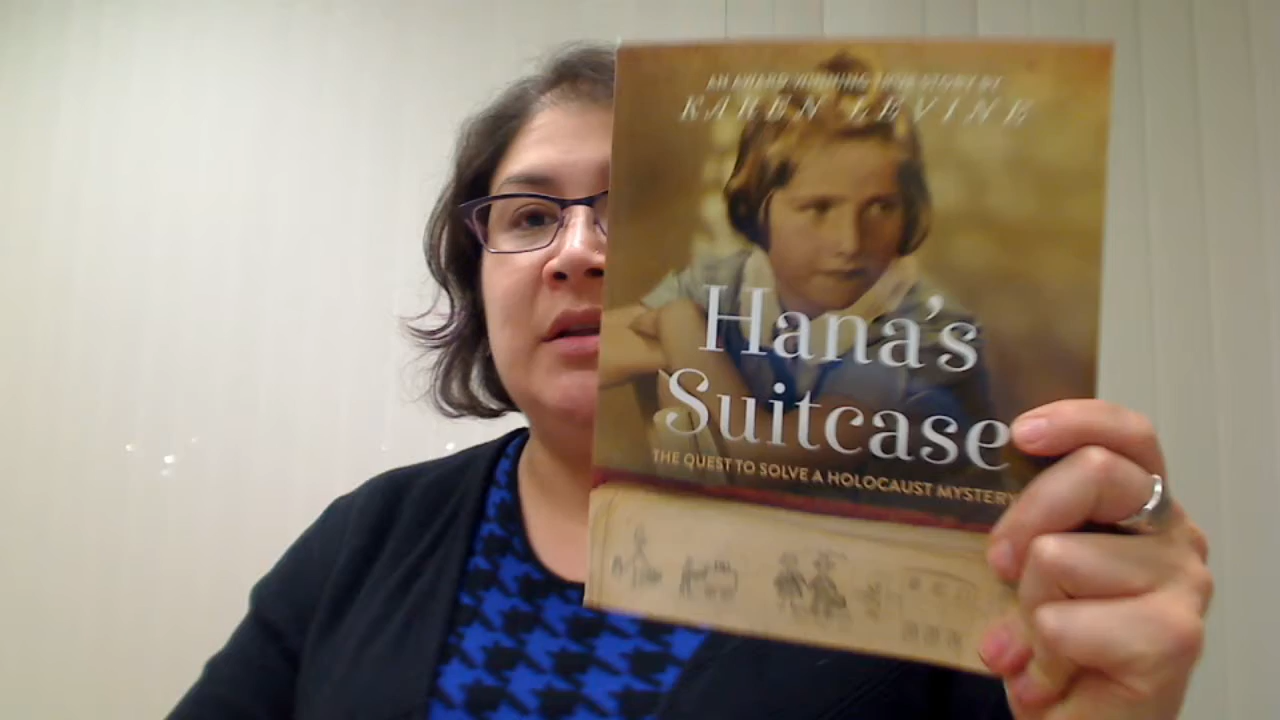 AN AWARD-WINNING TRUE STORY BY
KAREN LEVINE
Hana's
Suitcase
THE QUEST TO SOLVE A HOLOCAUST MYSTERY